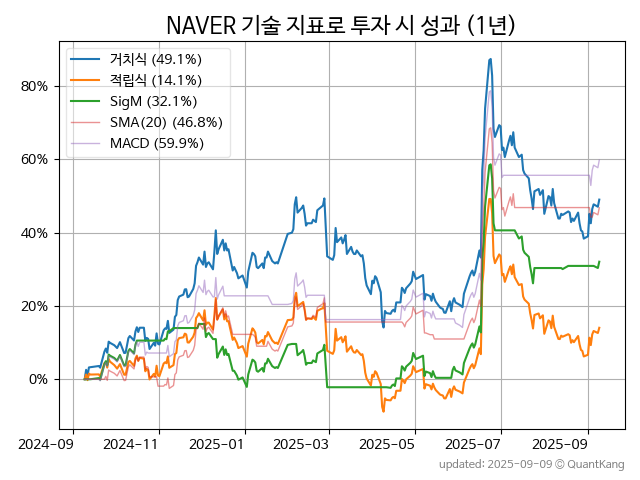 NAVER 기술 지표로 투자 시 성과 (1년)
거치식 (49.1%)
적립식 (14.1%)
SigM (32.1%)
SMA(20) (46.8%)
MACD (59.9%)
80%
60%
40%
20%
0%
2024-09 2024-11 2025-01 2025-03 2025-05 2025-07 2025-09
updated: 2025-09-09 © QuantKang